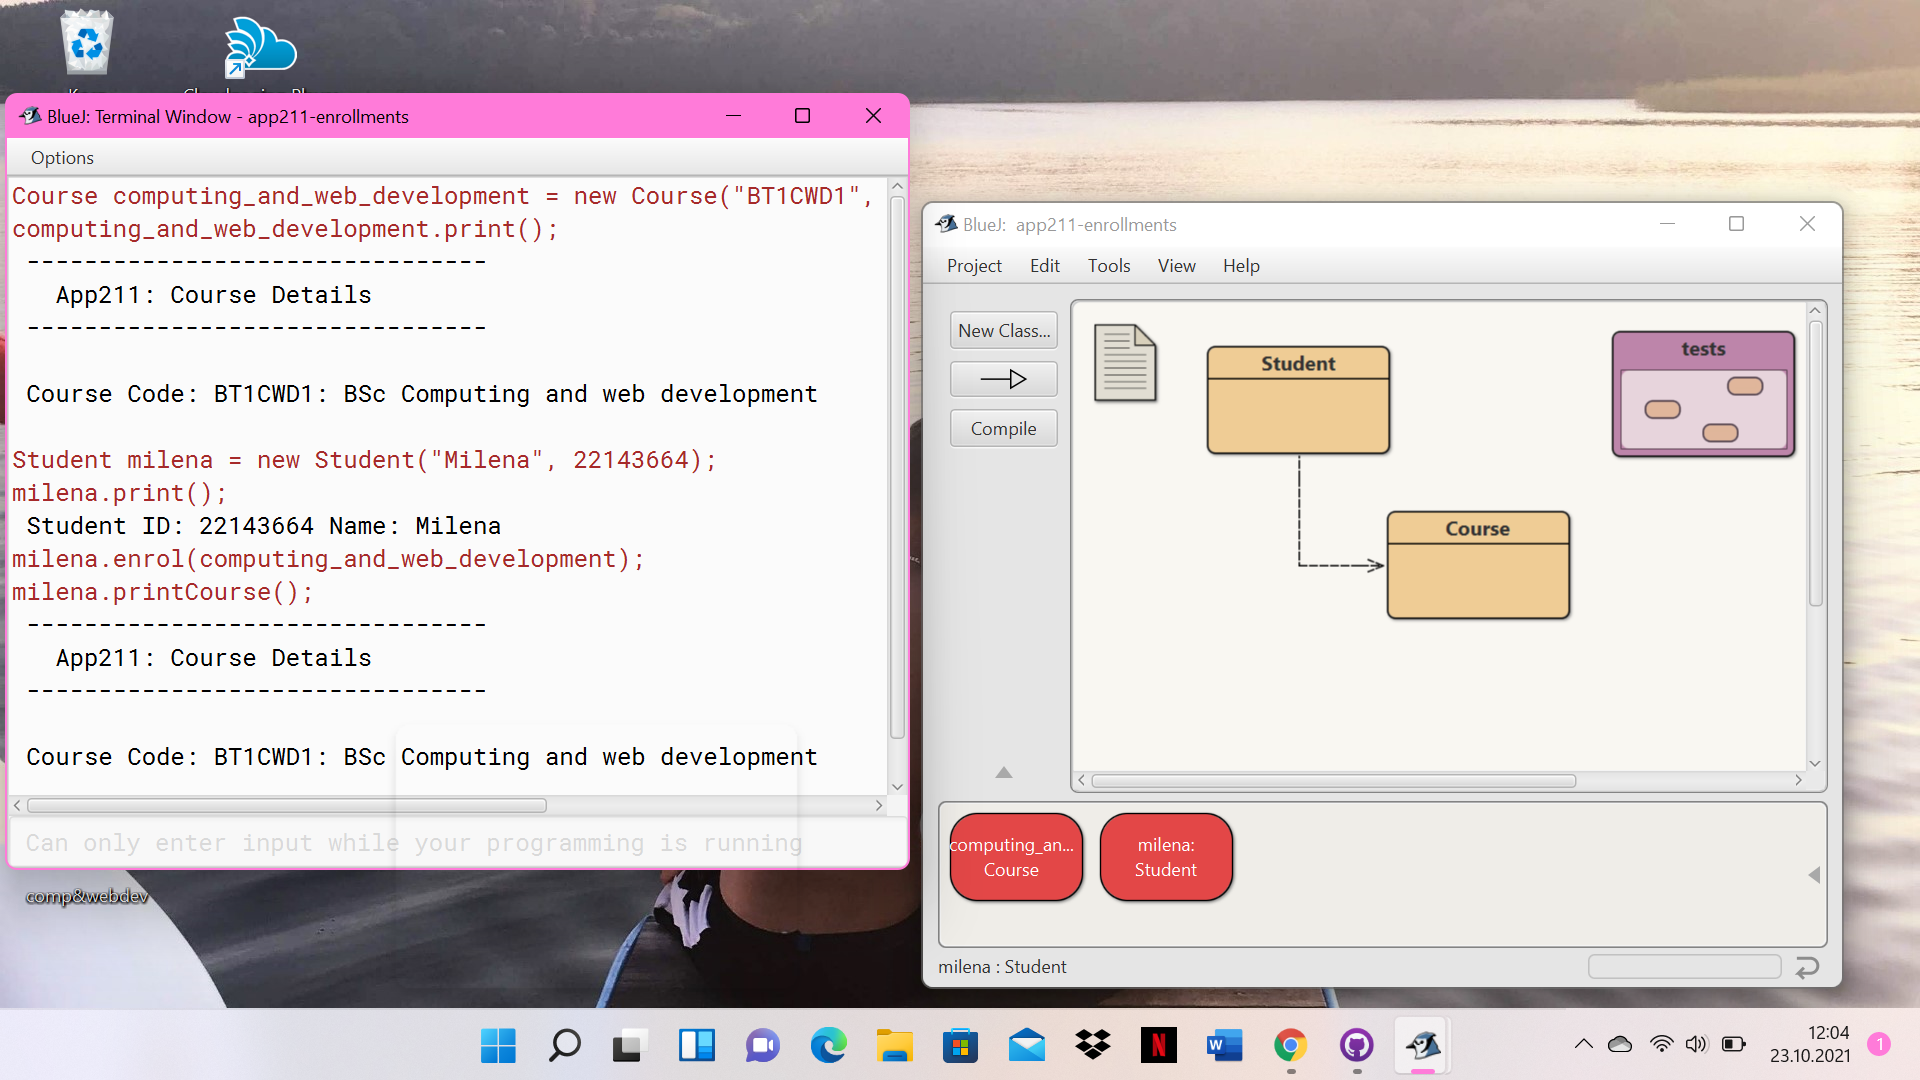 BlueJ: Terminal Window - app211-enrollments
Options
Course computing_and_web_development = new Course("BT1CWD1",
computing_and_web_development.print();
--------------------------------
App211: Course Details
--------------------------------
Course Code: BT1CWD1: BSc Computing and web development
Student milena = new Student("Milena", 22143664);
milena.print();
Student ID: 22143664 Name: Milena
milena.enrol(computing_and_web_development);
milena.printCourse();
--------------------------------
App211: Course Details
--------------------------------
Course Code: BT1CWD1: BSc Computing and web development
Can only enter input while your programming is running
comp&webdev
BlueJ: app211-enrollments
Project Edit Tools View Help
New Class...
Compile
Student
tests
Course
computing_an...
Course
milena:
Student
milena : Student
N
W
12:04
23.10.2021
1